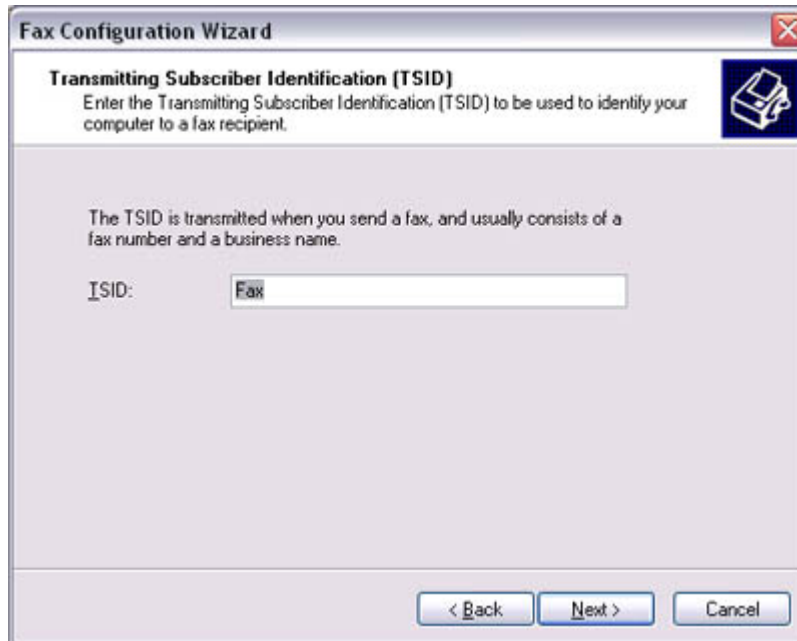 Fax Configuration Wizard
Transmitting Subscriber Identification (TSID)
Enter the Transmitting Subscriber Identification (TSID) to be used to identify your
computer to a fax recipient.
The TSID is transmitted when you send a fax, and usually consists of a
fax number and a business name.
TSID: Fax
< Back Next > Cancel